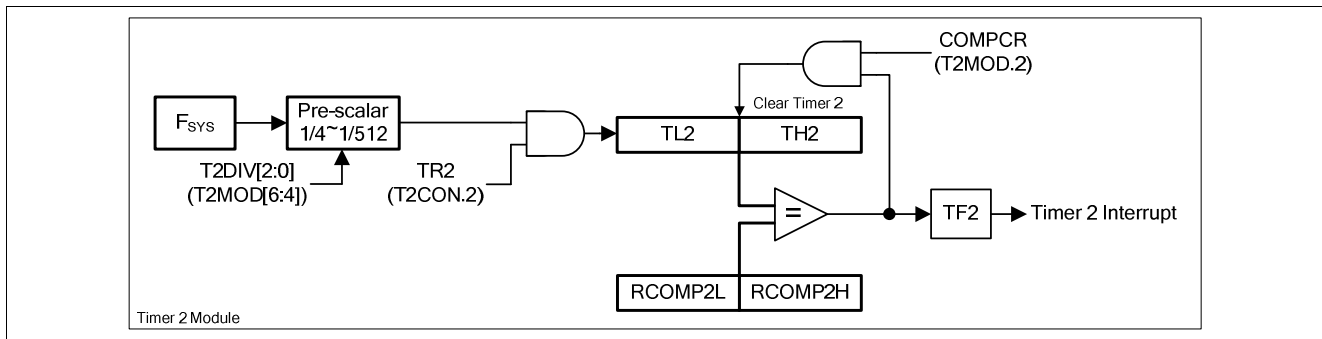 COMPCR
(T2MOD.2)
Clear Timer 2
FSYS
Pre-scalar
1/4~1/512
TL2
TH2
T2DIV[2:0]
(T2MOD[6:4])
TR2
(T2CON.2)
=
TF2
Timer 2 Interrupt
RCOMP2L
RCOMP2H
Timer 2 Module